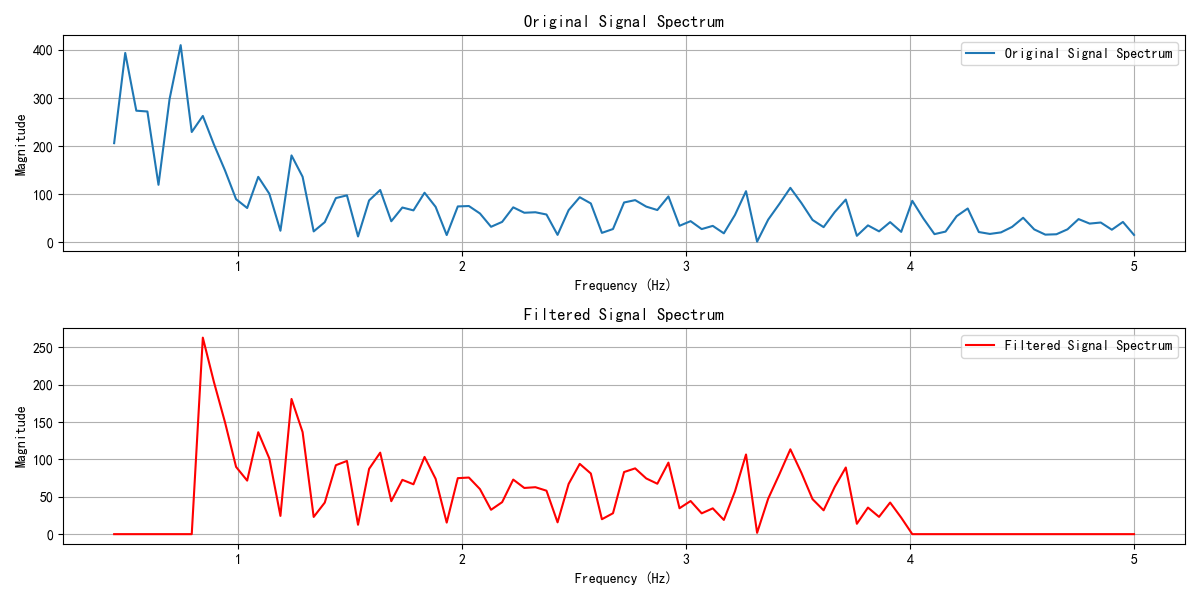 Original Signal Spectrum
400
300
200
100
0
Magnitude
Original Signal Spectrum
1
2
3
4
5
Frequency (Hz)
Filtered Signal Spectrum
250
200
150
100
50
0
Magnitude
Filtered Signal Spectrum
1
2
3
4
5
Frequency (Hz)